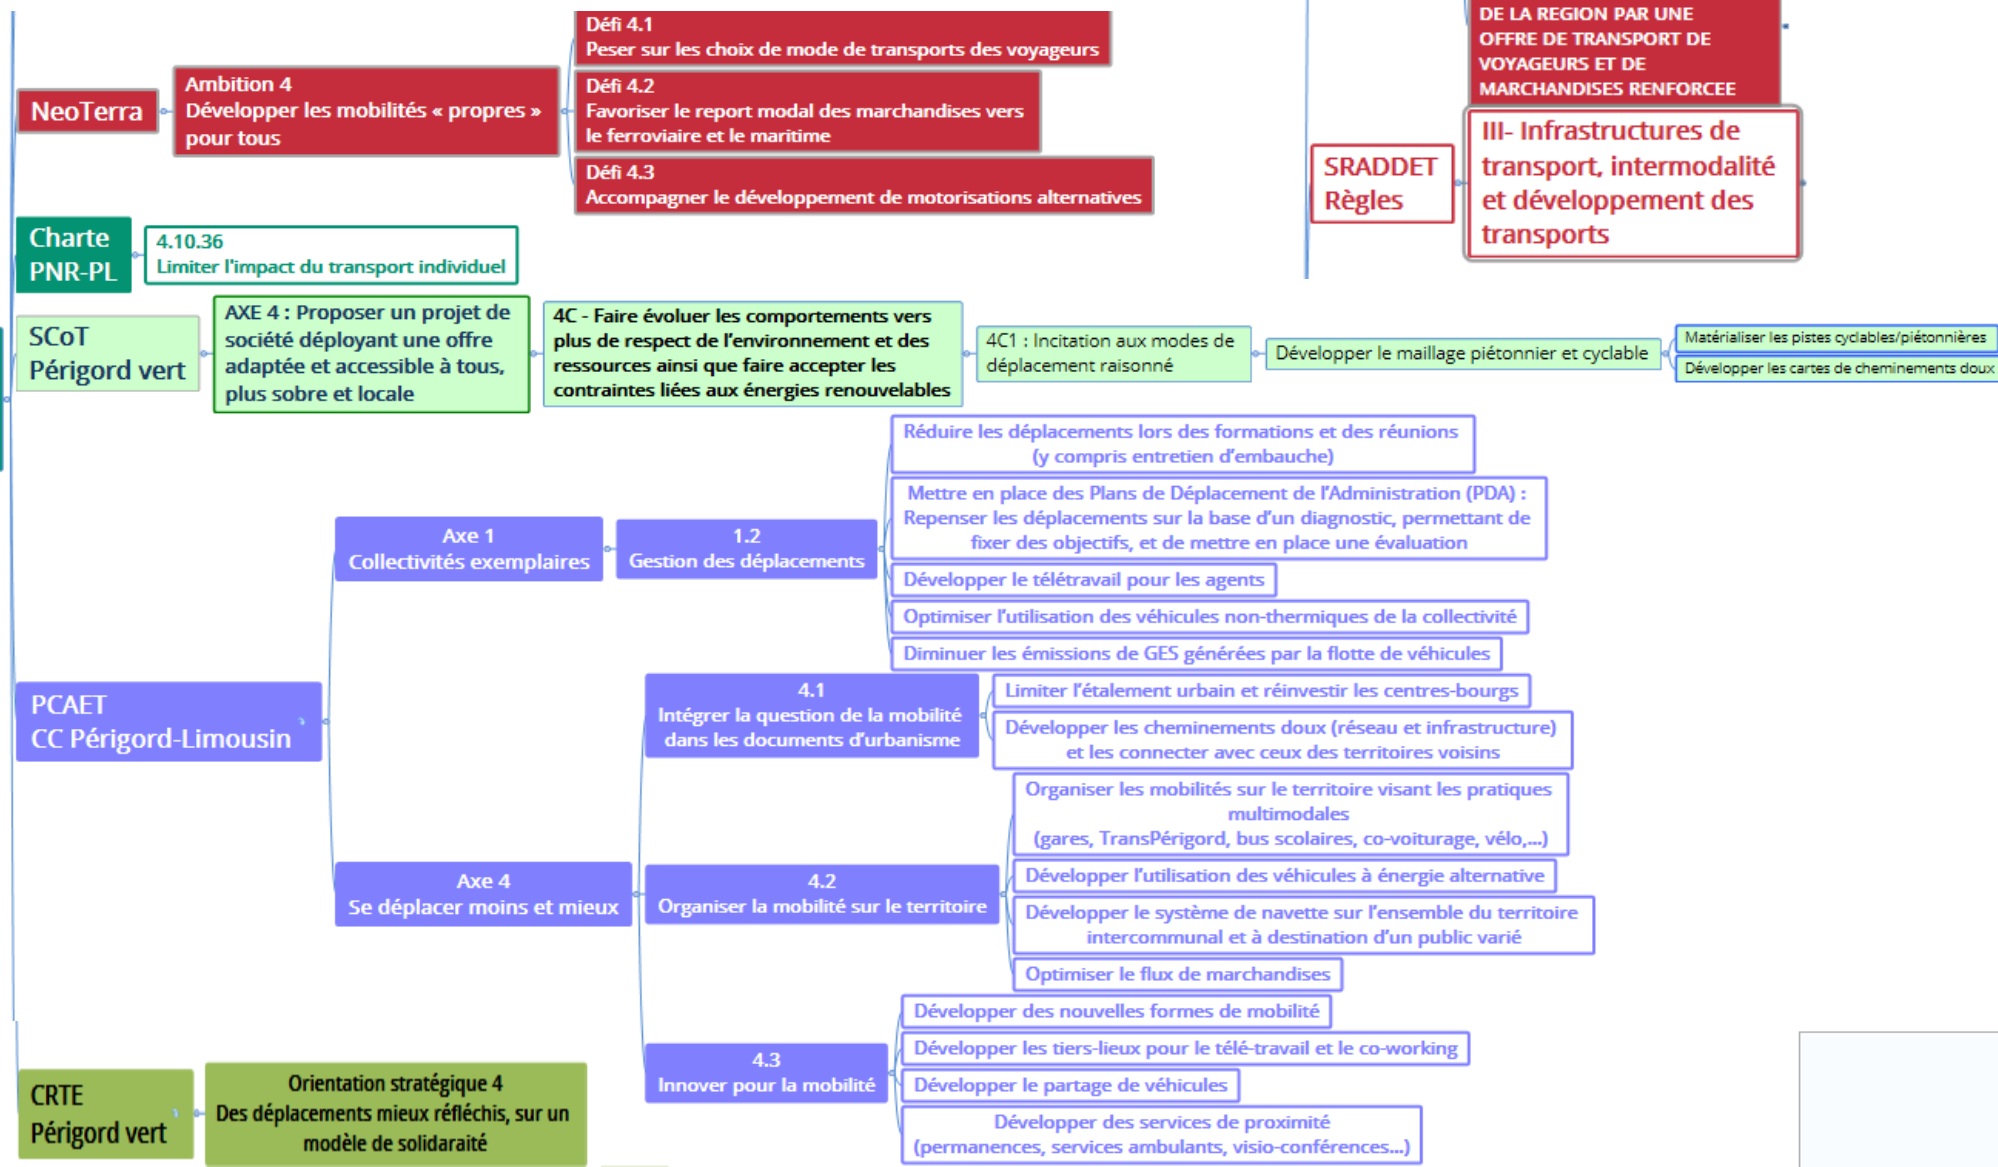 NeoTerra
Ambition 4
Développer les mobilités « propres »
pour tous
Défi 4.1
Peser sur les choix de mode de transports des voyageurs
Défi 4.2
Favoriser le report modal des marchandises vers
le ferroviaire et le maritime
Défi 4.3
Accompagner le développement de motorisations alternatives
DE LA REGION PAR UNE
OFFRE DE TRANSPORT DE
VOYAGEURS ET DE
MARCHANDISES RENFORCEE
SRADDET
Règles
III- Infrastructures de
transport, intermodalité
et développement des
transports
Charte
PNR-PL
4.10.36
Limiter l'impact du transport individuel
SCoT
Périgord vert
AXE 4 : Proposer un projet de
société déployant une offre
adaptée et accessible à tous,
plus sobre et locale
4C - Faire évoluer les comportements vers
plus de respect de l'environnement et des
ressources ainsi que faire accepter les
contraintes liées aux énergies renouvelables
4C1 : Incitation aux modes de
déplacement raisonné
Développer le maillage piétonnier et cyclable
Matérialiser les pistes cyclables/piétonnières
Développer les cartes de cheminements doux
PCAET
CC Périgord-Limousin
Axe 1
Collectivités exemplaires
1.2
Gestion des déplacements
Réduire les déplacements lors des formations et des réunions
(y compris entretien d'embauche)
Mettre en place des Plans de Déplacement de l'Administration (PDA) :
Repenser les déplacements sur la base d'un diagnostic, permettant de
fixer des objectifs, et de mettre en place une évaluation
Développer le télétravail pour les agents
Optimiser l'utilisation des véhicules non-thermiques de la collectivité
Diminuer les émissions de GES générées par la flotte de véhicules
Axe 4
Se déplacer moins et mieux
4.1
Intégrer la question de la mobilité
dans les documents d'urbanisme
Limiter l'étalement urbain et réinvestir les centres-bourgs
Développer les cheminements doux (réseau et infrastructure)
et les connecter avec ceux des territoires voisins
4.2
Organiser la mobilité sur le territoire
Organiser les mobilités sur le territoire visant les pratiques
multimodales
(gares, TransPérigord, bus scolaires, co-voiturage, vélo,...)
Développer l'utilisation des véhicules à énergie alternative
Développer le système de navette sur l'ensemble du territoire
intercommunal et à destination d'un public varié
Optimiser le flux de marchandises
4.3
Innover pour la mobilité
Développer des nouvelles formes de mobilité
Développer les tiers-lieux pour le télé-travail et le co-working
Développer le partage de véhicules
Développer des services de proximité
(permanences, services ambulants, visio-conférences...)
CRTE
Périgord vert
Orientation stratégique 4
Des déplacements mieux réfléchis, sur un
modèle de solidaraité